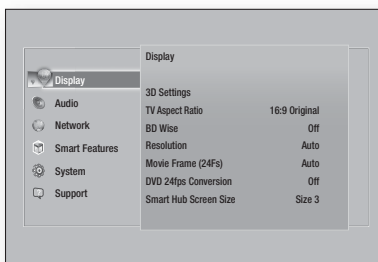 Display
Audio
Network
Smart Features
System
Support
Display
3D Settings
TV Aspect Ratio 16:9 Original
BD Wise Off
Resolution Auto
Movie Frame (24Fs) Auto
DVD 24fps Conversion Off
Smart Hub Screen Size Size 3